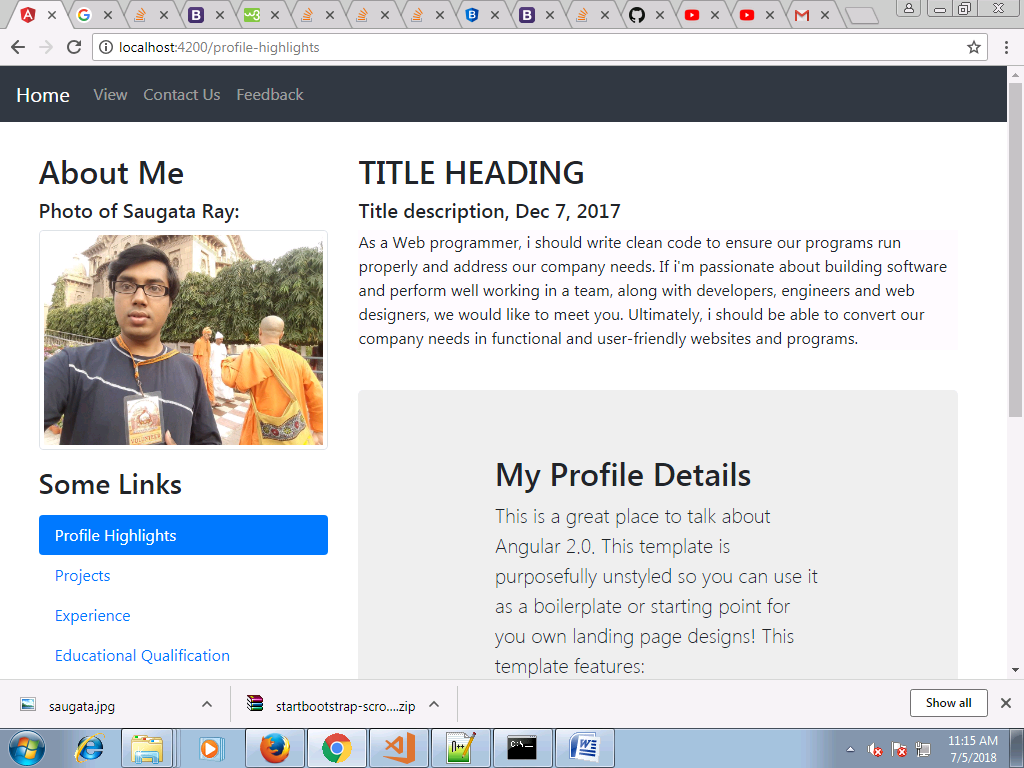 localhost:4200/profile-highlights
Home View Contact Us Feedback
About Me
Photo of Saugata Ray:
VOLUNTEER
Some Links
Profile Highlights
Projects
Experience
Educational Qualification
TITLE HEADING
Title description, Dec 7, 2017
As a Web programmer, i should write clean code to ensure our programs run
properly and address our company needs. If i'm passionate about building software
and perform well working in a team, along with developers, engineers and web
designers, we would like to meet you. Ultimately, i should be able to convert our
company needs in functional and user-friendly websites and programs.
My Profile Details
This is a great place to talk about
Angular 2.0. This template is
purposefully unstyled so you can use it
as a boilerplate or starting point for
you own landing page designs! This
template features:
saugata.jpg
startbootstrap-scro....zip
Show all
11:15 AM
7/5/2018